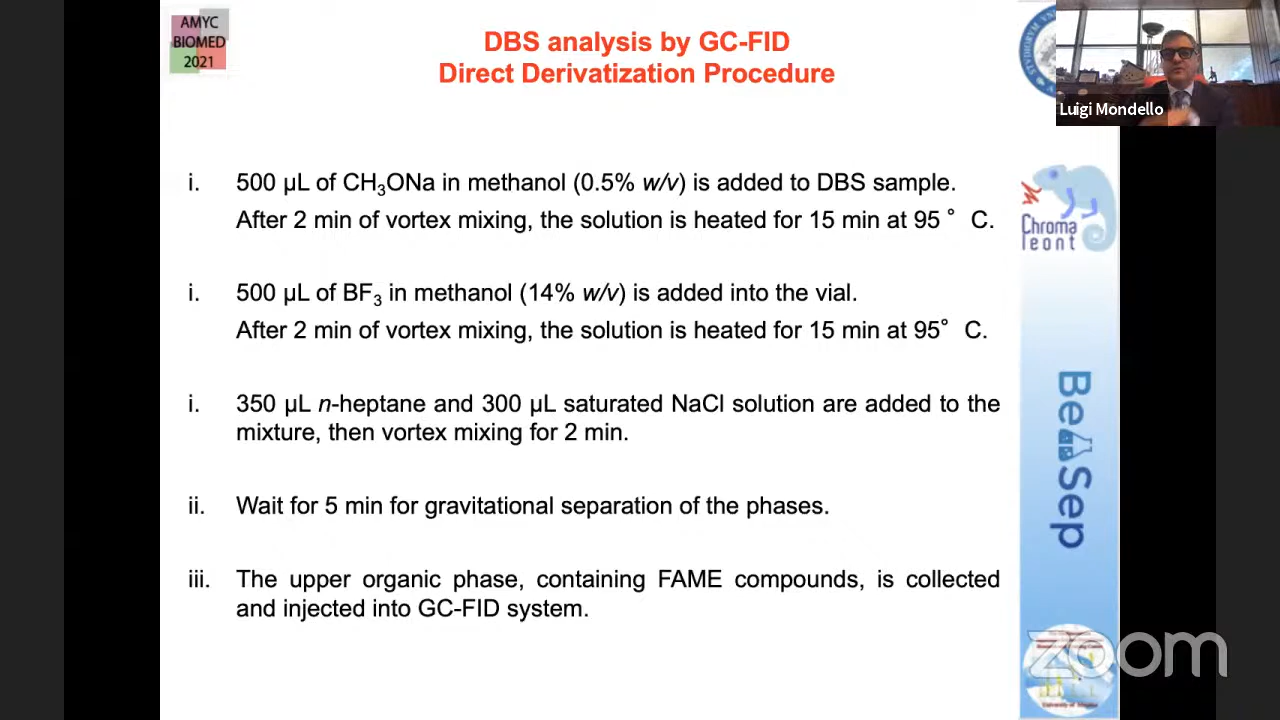 AMYC
BIOMED
2021
DBS analysis by GC-FID
Direct Derivatization Procedure
Luigi Mondello
i. 500 µL of CH₃ONa in methanol (0.5% w/v) is added to DBS sample.
After 2 min of vortex mixing, the solution is heated for 15 min at 95 ° C.
i. 500 µL of BF₃ in methanol (14% w/v) is added into the vial.
After 2 min of vortex mixing, the solution is heated for 15 min at 95° C.
i. 350 µL n-heptane and 300 µL saturated NaCl solution are added to the
mixture, then vortex mixing for 2 min.
ii. Wait for 5 min for gravitational separation of the phases.
iii. The upper organic phase, containing FAME compounds, is collected
and injected into GC-FID system.
Chroma
leont
BeSep
zoom